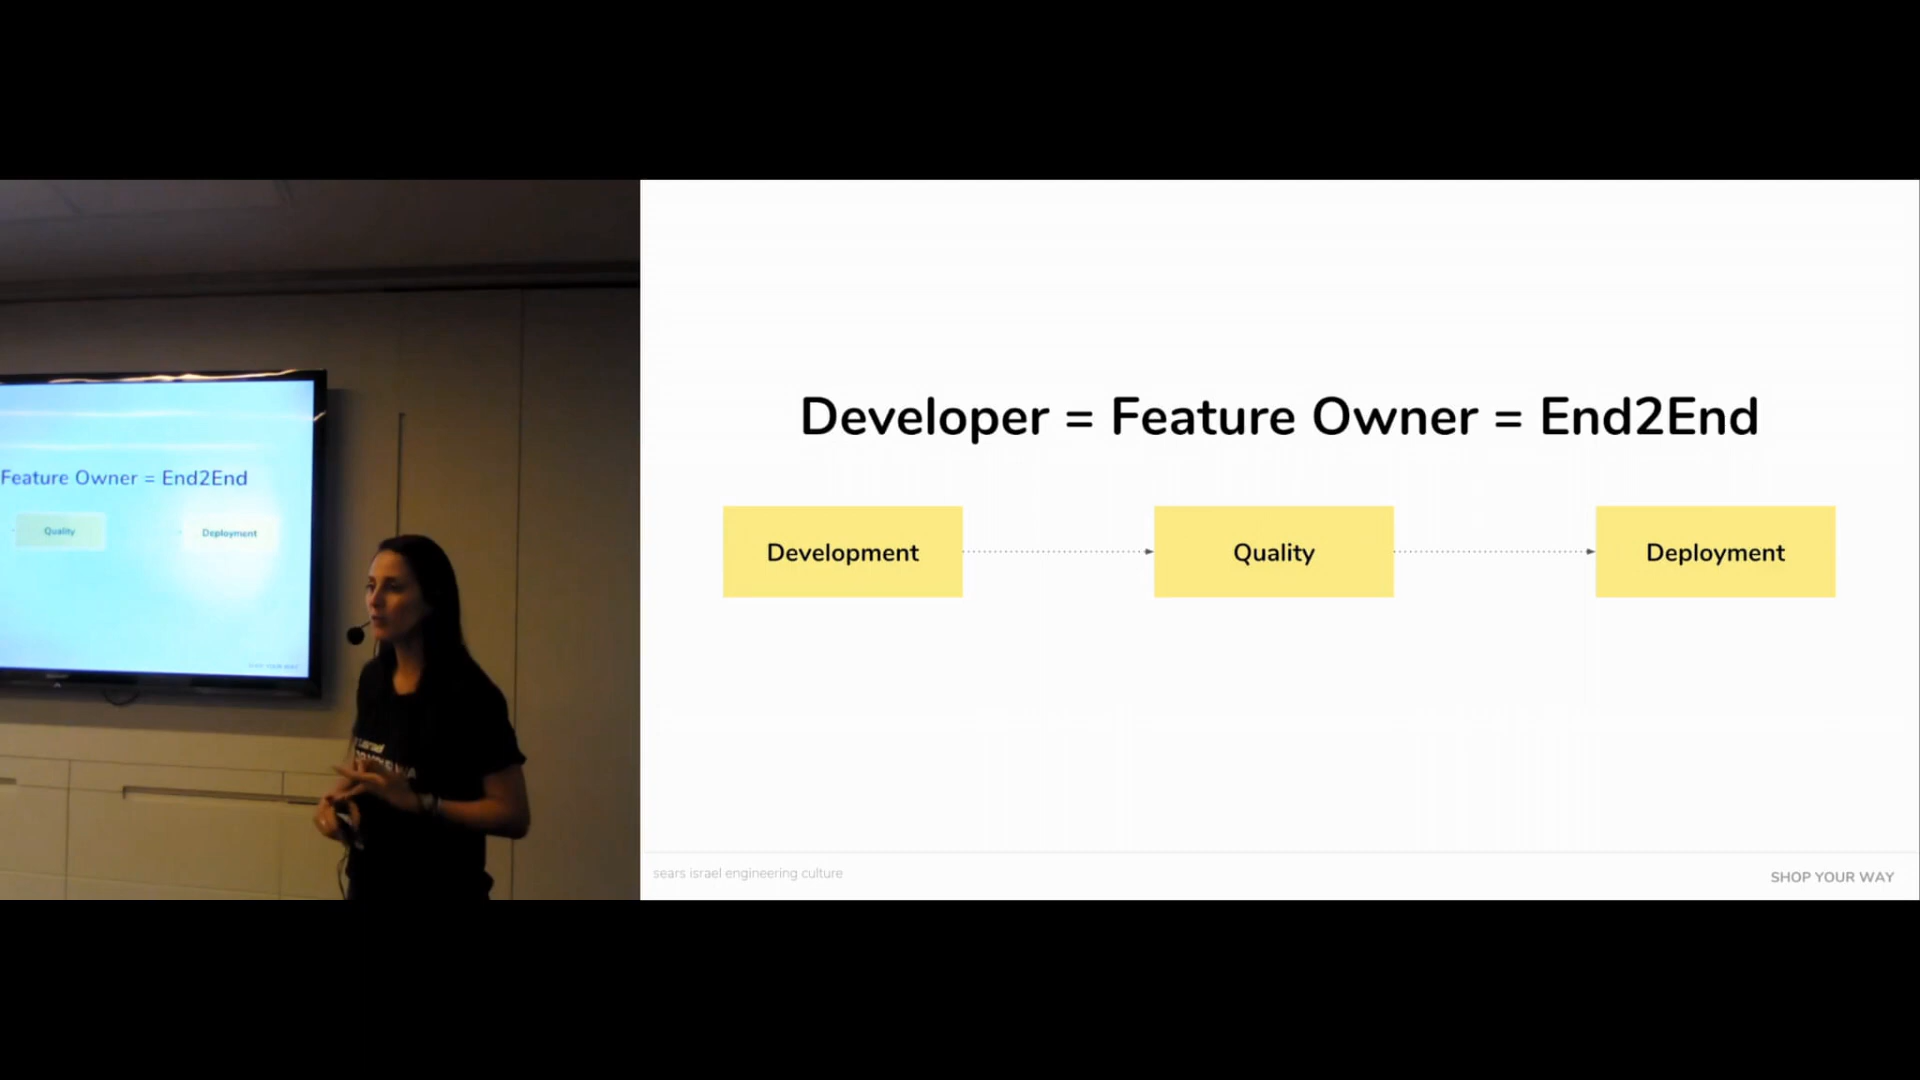 Feature Owner = End2End
Quality
Deployment
Developer = Feature Owner = End2End
Development
Quality
Deployment
sears israel engineering culture
SHOP YOUR WAY